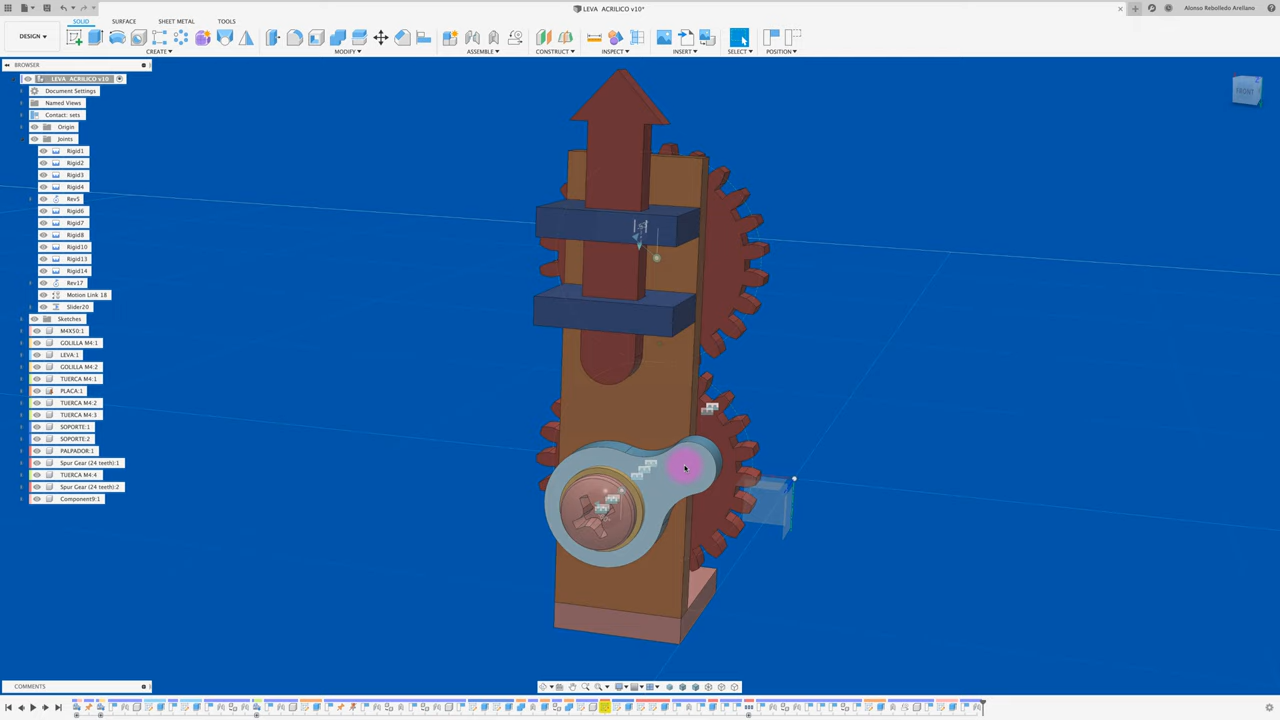 LEVA ACRILICO v10*
Alonso Rebolledo Arellano
SOLID
SURFACE
SHEET METAL
TOOLS
DESIGN
CREATE
MODIFY
ASSEMBLE
CONSTRUCT
INSPECT
INSERT
SELECT
POSITION
BROWSER
LEVA_ACRILICO v10
Document Settings
Named Views
Contact: sets
Origin
Joints
Rigid1
Rigid2
Rigid3
Rigid4
Rev5
Rigid6
Rigid7
Rigid8
Rigid10
Rigid13
Rigid14
Rev17
Motion Link 18
Slider20
Sketches
M4X50:1
GOLILLA M4:1
LEVA:1
GOLILLA M4:2
TUERCA M4:1
PLACA:1
TUERCA M4:2
TUERCA M4:3
SOPORTE:1
SOPORTE:2
PALPADOR:1
Spur Gear (24 teeth):1
TUERCA M4:4
Spur Gear (24 teeth):2
Component9:1
FRONT
Z
COMMENTS